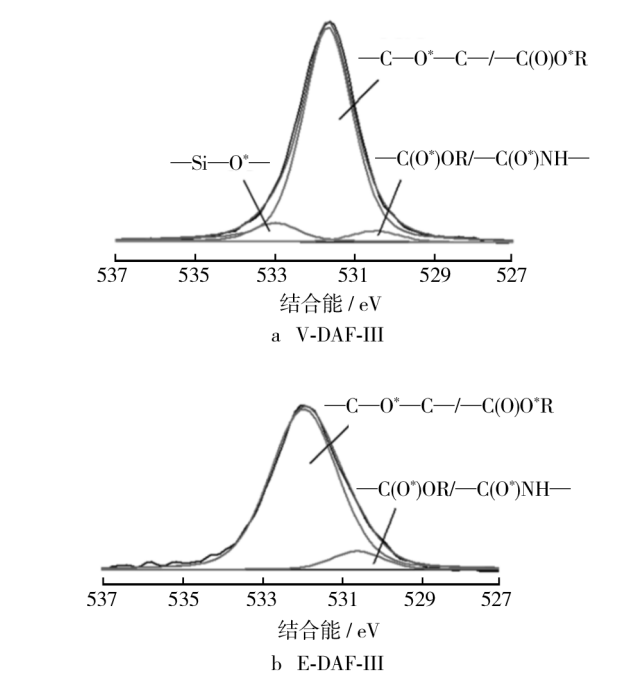 —C—O*—C—/—C(O)O*R
—Si—O*—
—C(O*)OR/—C(O*)NH—
537 535 533 531 529 527
结合能 / eV
a V-DAF-III
—C—O*—C—/—C(O)O*R
—C(O*)OR/—C(O*)NH—
537 535 533 531 529 527
结合能 / eV
b E-DAF-III